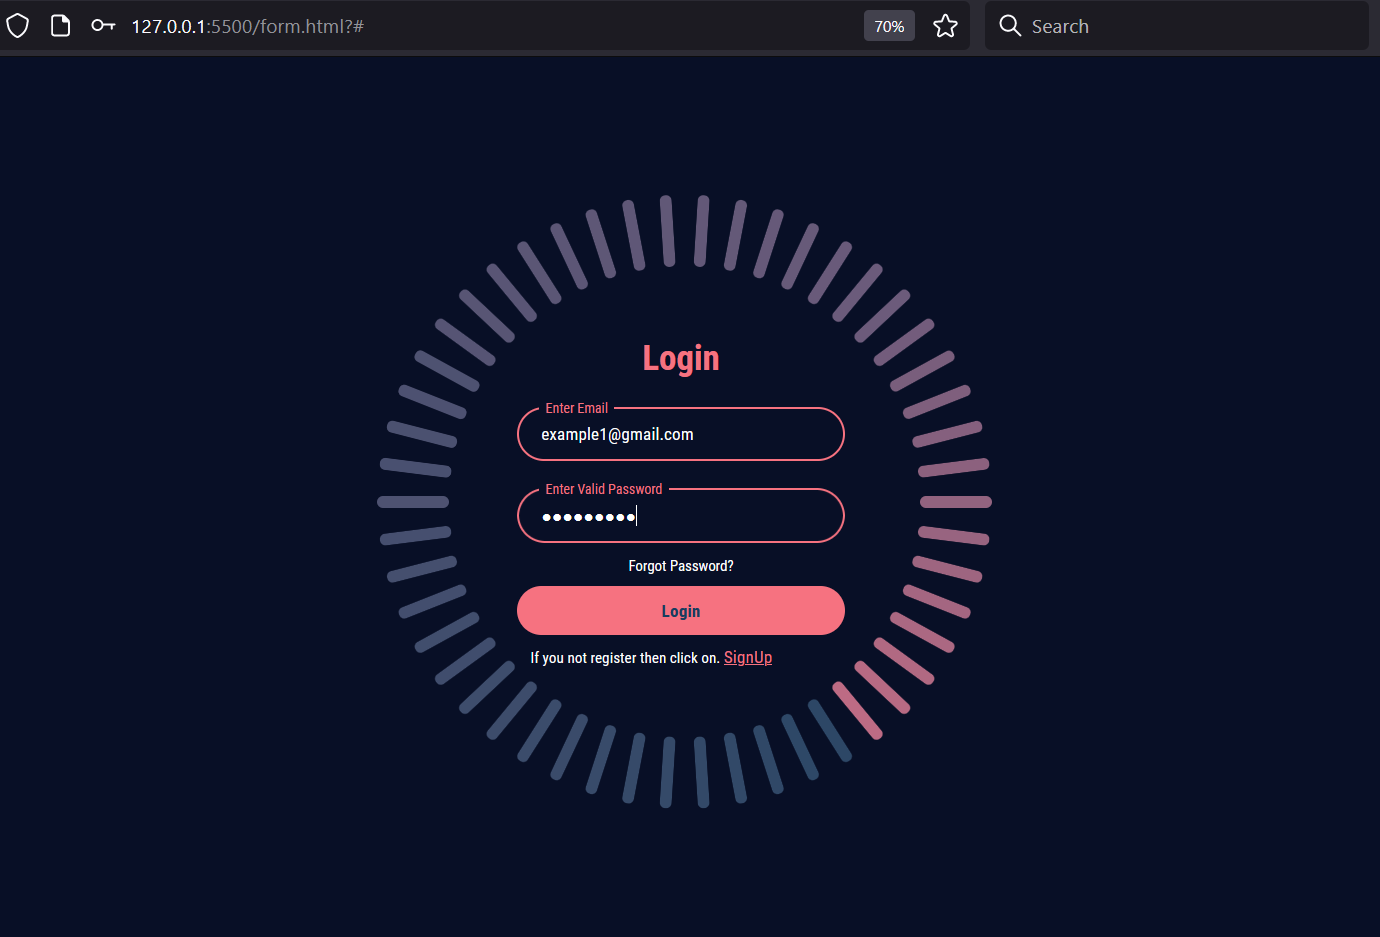 127.0.0.1:5500/form.html?#
70%
Search
Login
Enter Email
example1@gmail.com
Enter Valid Password
●●●●●●●●●
Forgot Password?
Login
If you not register then click on. SignUp